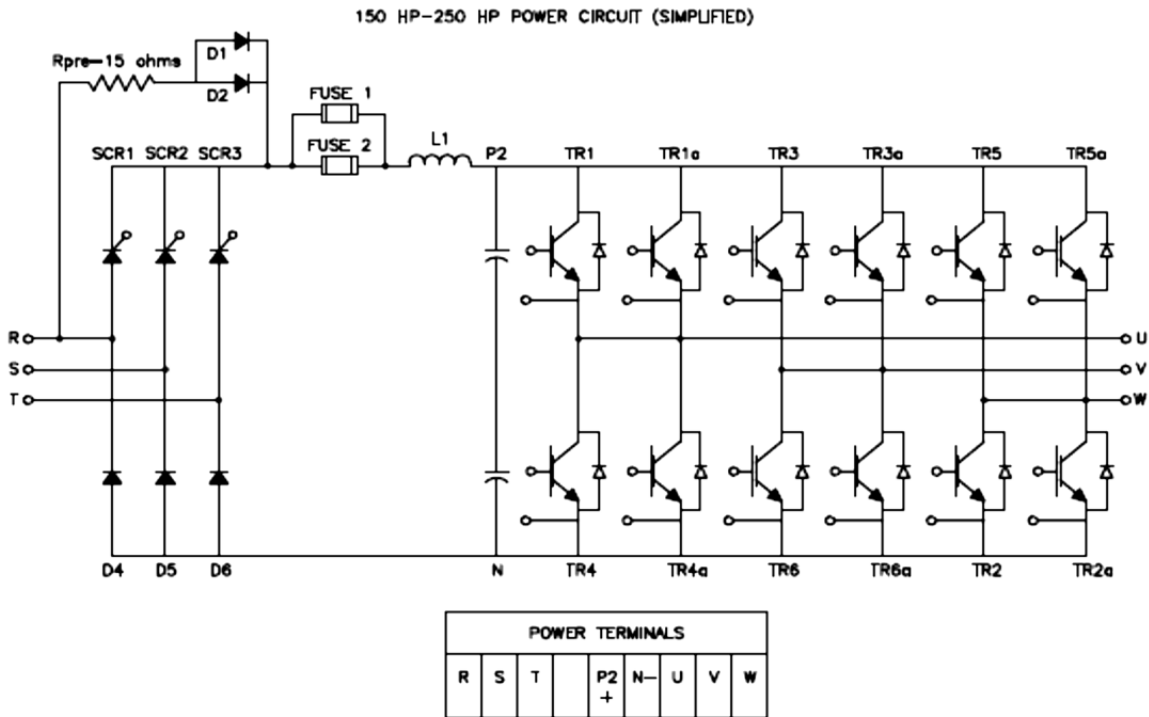 150 HP-250 HP POWER CIRCUIT (SIMPLIFIED)
D1
Rpre-15 ohms
D2
FUSE 1
FUSE 2
L1
SCR1 SCR2 SCR3 P2 TR1 TR1a TR3 TR3a TR5 TR5a
R U
S V
T W
D4 D5 D6 N TR4 TR4a TR6 TR6a TR2 TR2a
POWER TERMINALS
R S T P2 N- U V W
+